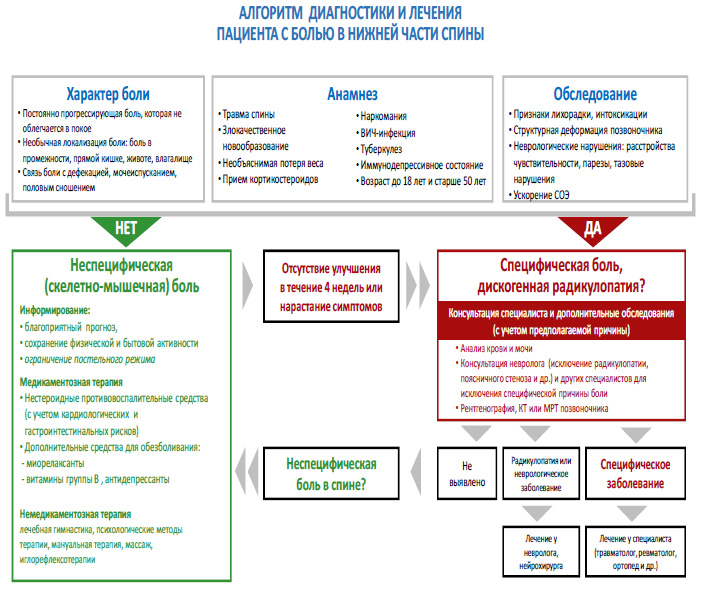 АЛГОРИТМ ДИАГНОСТИКИ И ЛЕЧЕНИЯ
ПАЦИЕНТА С БОЛЬЮ В НИЖНЕЙ ЧАСТИ СПИНЫ
Характер боли
• Постоянно прогрессирующая боль, которая не
облегчается в покое
• Необычная локализация боли: боль в
промежности, прямой кишке, животе, влагалище
• Связь боли с дефекацией, мочеиспусканием,
половым сношением
Анамнез
• Травма спины
• Злокачественное
новообразование
• Необъяснимая потеря веса
• Прием кортикостероидов
• Наркомания
• ВИЧ-инфекция
• Туберкулез
• Иммунодепрессивное состояние
• Возраст до 18 лет и старше 50 лет
Обследование
• Признаки лихорадки, интоксикации
• Структурная деформация позвоночника
• Неврологические нарушения: расстройства
чувствительности, парезы, тазовые
нарушения
• Ускорение СОЭ
НЕТ
ДА
Неспецифическая
(скелетно-мышечная) боль
Информирование:
• благоприятный прогноз,
• сохранение физической и бытовой активности
• ограничение постельного режима
Медикаментозная терапия
• Нестероидные противовоспалительные средства
(с учетом кардиологических и
гастроинтестинальных рисков)
• Дополнительные средства для обезболивания:
- миорелаксанты
- витамины группы В , антидепрессанты
Немедикаментозная терапия
лечебная гимнастика, психологические методы
терапии, мануальная терапия, массаж,
иглорефлексотерапии
Отсутствие улучшения
в течение 4 недель или
нарастание симптомов
Специфическая боль,
дискогенная радикулопатия?
Консультация специалиста и дополнительные обследования
(с учетом предполагаемой причины)
• Анализ крови и мочи
• Консультация невролога (исключение радикулопатии,
поясничного стеноза и др.) и других специалистов для
исключения специфической причины боли
• Рентгенография, КТ или МРТ позвоночника
Неспецифическая
боль в спине?
Не
выявлено
Радикулопатия или
неврологическое
заболевание
Специфическое
заболевание
Лечение у
невролога,
нейрохирурга
Лечение у специалиста
(травматолог, ревматолог,
ортопед и др.)